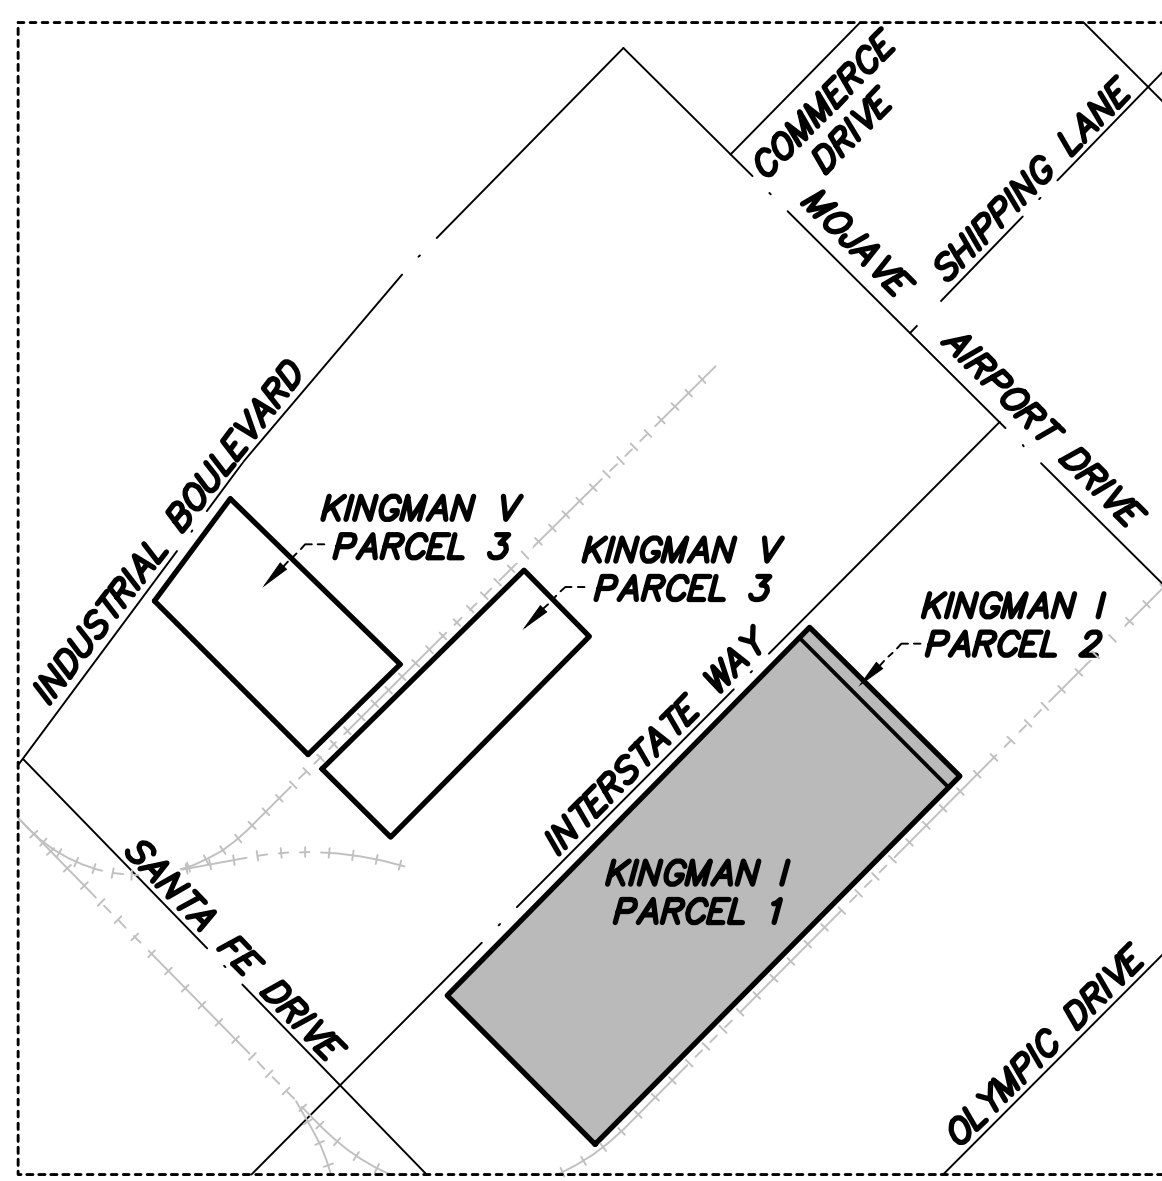 COMMERCE
DRIVE
SHIPPING LANE
MOJAVE AIRPORT DRIVE
INDUSTRIAL BOULEVARD
KINGMAN V
PARCEL 3
KINGMAN V
PARCEL 3
KINGMAN I
PARCEL 2
INTERSTATE WAY
KINGMAN I
PARCEL 1
SANTA FE DRIVE
OLYMPIC DRIVE